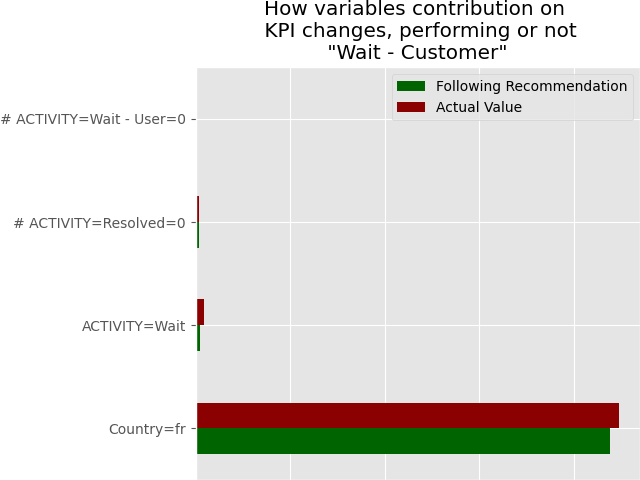 How variables contribution on
KPI changes, performing or not
"Wait - Customer"
Following Recommendation
Actual Value
# ACTIVITY=Wait - User=0
# ACTIVITY=Resolved=0
ACTIVITY=Wait
Country=fr